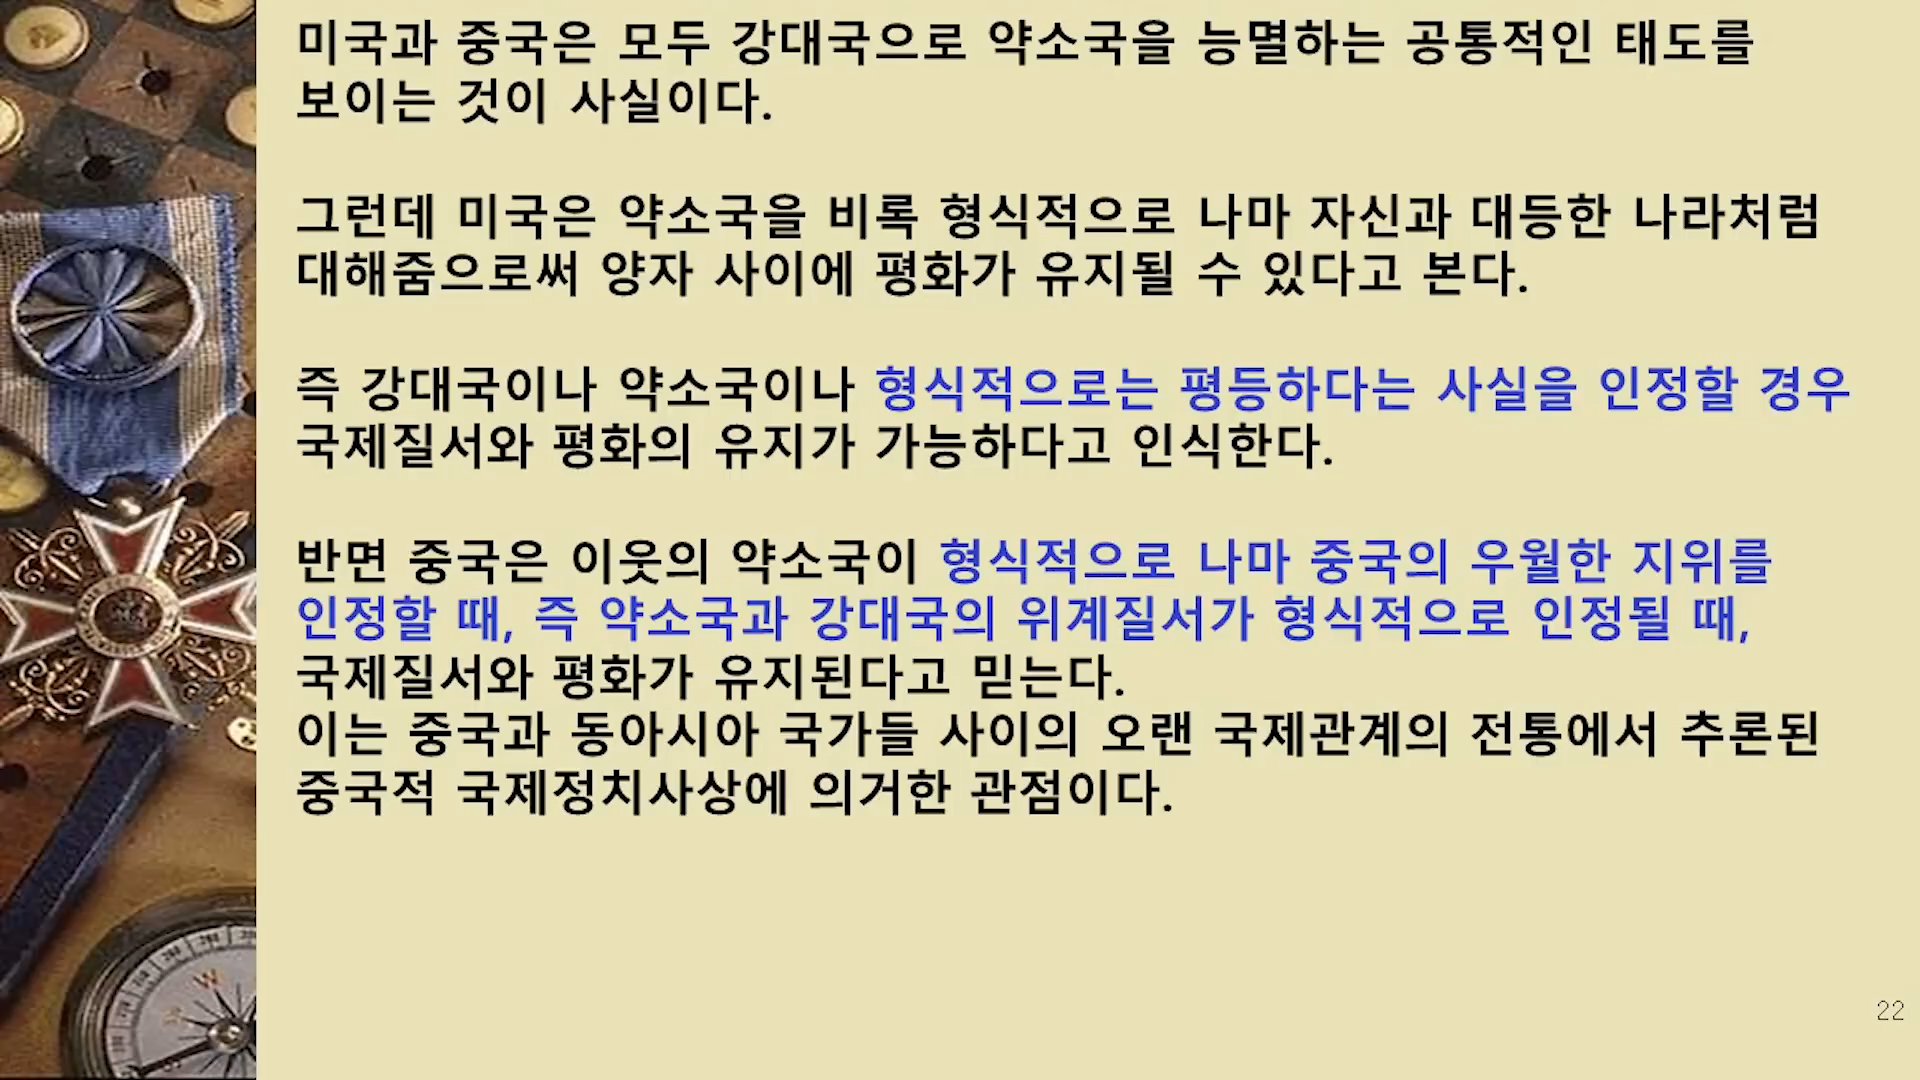 미국과 중국은 모두 강대국으로 약소국을 능멸하는 공통적인 태도를
보이는 것이 사실이다.
그런데 미국은 약소국을 비록 형식적으로 나마 자신과 대등한 나라처럼
대해줌으로써 양자 사이에 평화가 유지될 수 있다고 본다.
즉 강대국이나 약소국이나 형식적으로는 평등하다는 사실을 인정할 경우
국제질서와 평화의 유지가 가능하다고 인식한다.
반면 중국은 이웃의 약소국이 형식적으로 나마 중국의 우월한 지위를
인정할 때, 즉 약소국과 강대국의 위계질서가 형식적으로 인정될 때,
국제질서와 평화가 유지된다고 믿는다.
이는 중국과 동아시아 국가들 사이의 오랜 국제관계의 전통에서 추론된
중국적 국제정치사상에 의거한 관점이다.
W
22